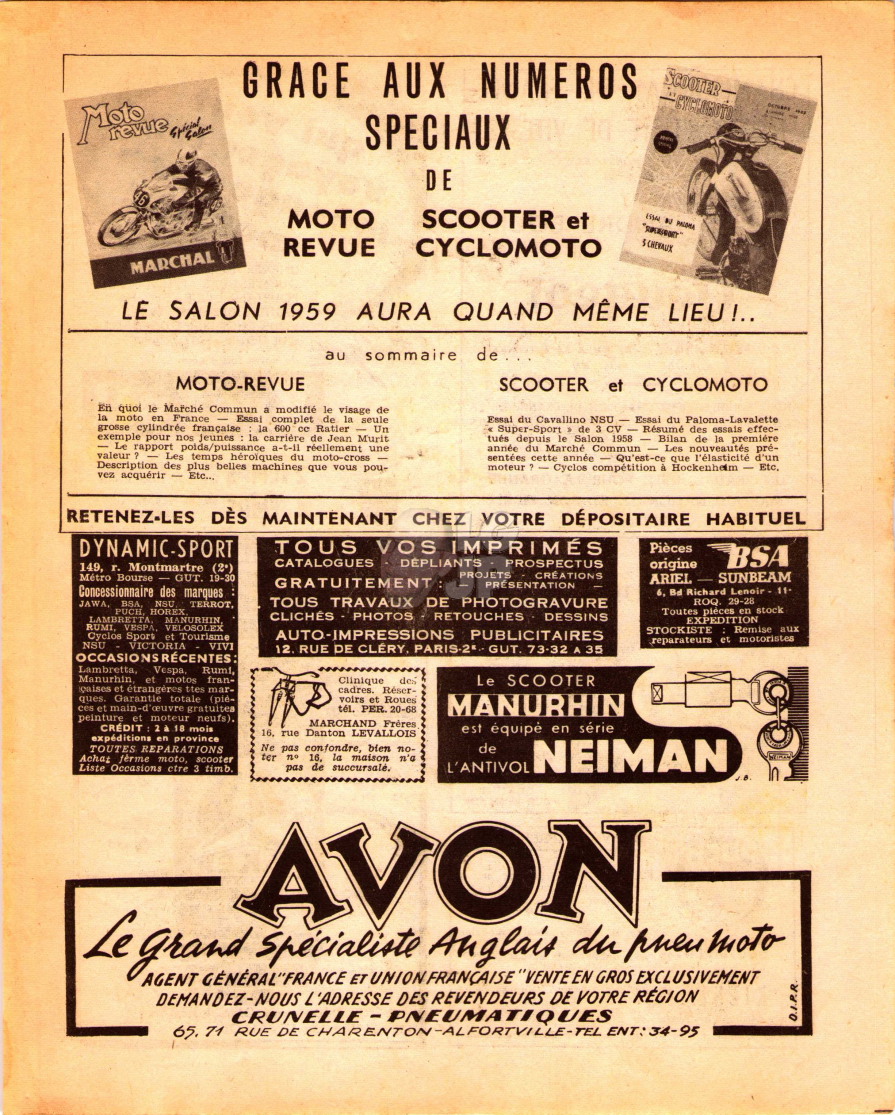 GRACE AUX NUMEROS
SPECIAUX
DE
MOTO SCOOTER et
REVUE CYCLOMOTO
Moto
revue
Spécial
Salon
MARCHAL
SCOOTER
CYCLOMOTO
OCTOBRE 1959
ESSAI DU PALOMA
"SUPERSPORT"
3 CHEVAUX
LE SALON 1959 AURA QUAND MÊME LIEU!..
au sommaire de...
MOTO-REVUE
En quoi le Marché Commun a modifié le visage de
la moto en France — Essai complet de la seule
grosse cylindrée française : la 600 cc Ratier — Un
exemple pour nos jeunes : la carrière de Jean Murit
— Le rapport poids/puissance a-t-il réellement une
valeur ? — Les temps héroïques du moto-cross —
Description des plus belles machines que vous pou-
vez acquérir — Etc...
SCOOTER et CYCLOMOTO
Essai du Cavallino NSU — Essai du Paloma-Lavalette
« Super-Sport » de 3 CV — Résumé des essais effec-
tués depuis le Salon 1958 — Bilan de la première
année du Marché Commun — Les nouveautés pré-
sentées cette année — Qu'est-ce que l'élasticité d'un
moteur ? — Cyclos compétition à Hockenheim — Etc.
RETENEZ-LES DÈS MAINTENANT CHEZ VOTRE DÉPOSITAIRE HABITUEL
DYNAMIC-SPORT
149, r. Montmartre (2e)
Métro Bourse — GUT. 19-30
Concessionnaire des marques :
JAWA, BSA, NSU, TERROT,
PUCH, HOREX,
LAMBRETTA, MANURHIN,
RUMI, VESPA, VELOSOLEX
Cyclos Sport et Tourisme
NSU - VICTORIA - VIVI
OCCASIONS RÉCENTES :
Lambretta, Vespa, Rumi,
Manurhin, et motos fran-
çaises et étrangères ttes mar-
ques. Garantie totale (piè-
ces et main-d'œuvre gratuites
peinture et moteur neufs).
CRÉDIT : 2 à 18 mois
expéditions en province
TOUTES REPARATIONS
Achat ferme moto, scooter
Liste Occasions ctre 3 timb.
TOUS VOS IMPRIMÉS
CATALOGUES - DÉPLIANTS - PROSPECTUS
GRATUITEMENT : PROJETS - CRÉATIONS
— PRÉSENTATION —
TOUS TRAVAUX DE PHOTOGRAVURE
CLICHÉS - PHOTOS - RETOUCHES - DESSINS
AUTO-IMPRESSIONS PUBLICITAIRES
12, RUE DE CLÉRY, PARIS-2e - GUT. 73-32 A 35
Pièces
origine BSA
ARIEL — SUNBEAM
6, Bd Richard Lenoir - 11e
ROQ. 29-28
Toutes pièces en stock
EXPEDITION
STOCKISTE : Remise aux
reparateurs et motoristes
Clinique des
cadres. Réser-
voirs et Roues
tél. PER. 20-68
MARCHAND Frères
16, rue Danton LEVALLOIS
Ne pas confondre, bien no-
ter n° 16, la maison n'a
pas de succursale.
Le SCOOTER
MANURHIN
est équipé en série
de
L'ANTIVOL NEIMAN
NEIMAN
J.B.
AVON
Le Grand Spécialiste Anglais du pneu moto
AGENT GÉNÉRAL "FRANCE ET UNION FRANÇAISE" VENTE EN GROS EXCLUSIVEMENT
DEMANDEZ-NOUS L'ADRESSE DES REVENDEURS DE VOTRE RÉGION
CRUNELLE - PNEUMATIQUES
65, 71 RUE DE CHARENTON - ALFORTVILLE - TEL ENT: 34-95
O.I.P.R.